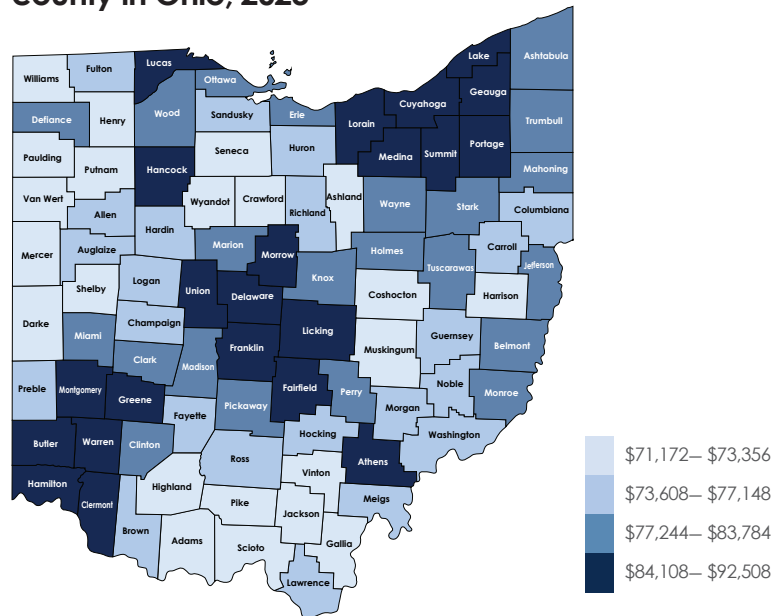 county in Ohio, 2023
Lake
Ashtabula
Lucas
Fulton
Williams
Ottawa
Geauga
Cuyahoga
Wood
Sandusky
Erie
Defiance
Henry
Lorain
Trumbull
Huron
Portage
Seneca
Medina
Summit
Paulding
Putnam
Hancock
Mahoning
Van Wert
Wyandot
Crawford
Ashland
Wayne
Stark
Allen
Richland
Columbiana
Hardin
Marion
Carroll
Mercer
Auglaize
Morrow
Holmes
Tuscarawas
Jefferson
Logan
Knox
Shelby
Union
Delaware
Coshocton
Harrison
Darke
Champaign
Licking
Miami
Guernsey
Franklin
Muskingum
Belmont
Clark
Madison
Preble
Montgomery
Fairfield
Perry
Noble
Monroe
Greene
Pickaway
Morgan
Fayette
Hocking
Washington
Butler
Warren
Clinton
Ross
Athens
Vinton
Hamilton
Highland
Meigs
Clermont
Pike
Jackson
Brown
Adams
Scioto
Gallia
Lawrence
$71,172– $73,356
$73,608– $77,148
$77,244– $83,784
$84,108– $92,508